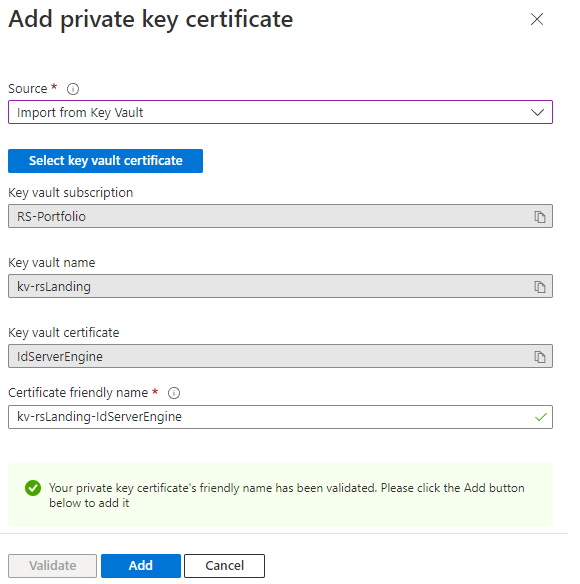 Add private key certificate
Source *
Import from Key Vault
Select key vault certificate
Key vault subscription
RS-Portfolio
Key vault name
kv-rsLanding
Key vault certificate
IdServerEngine
Certificate friendly name *
kv-rsLanding-IdServerEngine
Your private key certificate's friendly name has been validated. Please click the Add button
below to add it
Validate
Add
Cancel